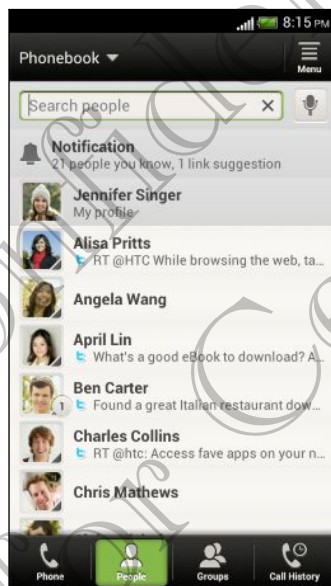 8:15 PM
Phonebook
Menu
Search people
Notification
21 people you know, 1 link suggestion
Jennifer Singer
My profile
Alisa Pritts
RT @HTC While browsing the web, ta...
Angela Wang
April Lin
What's a good eBook to download? A...
Ben Carter
1
Found a great Italian restaurant dow...
Charles Collins
RT @htc: Access fave apps on your n...
Chris Mathews
Phone People Groups Call History